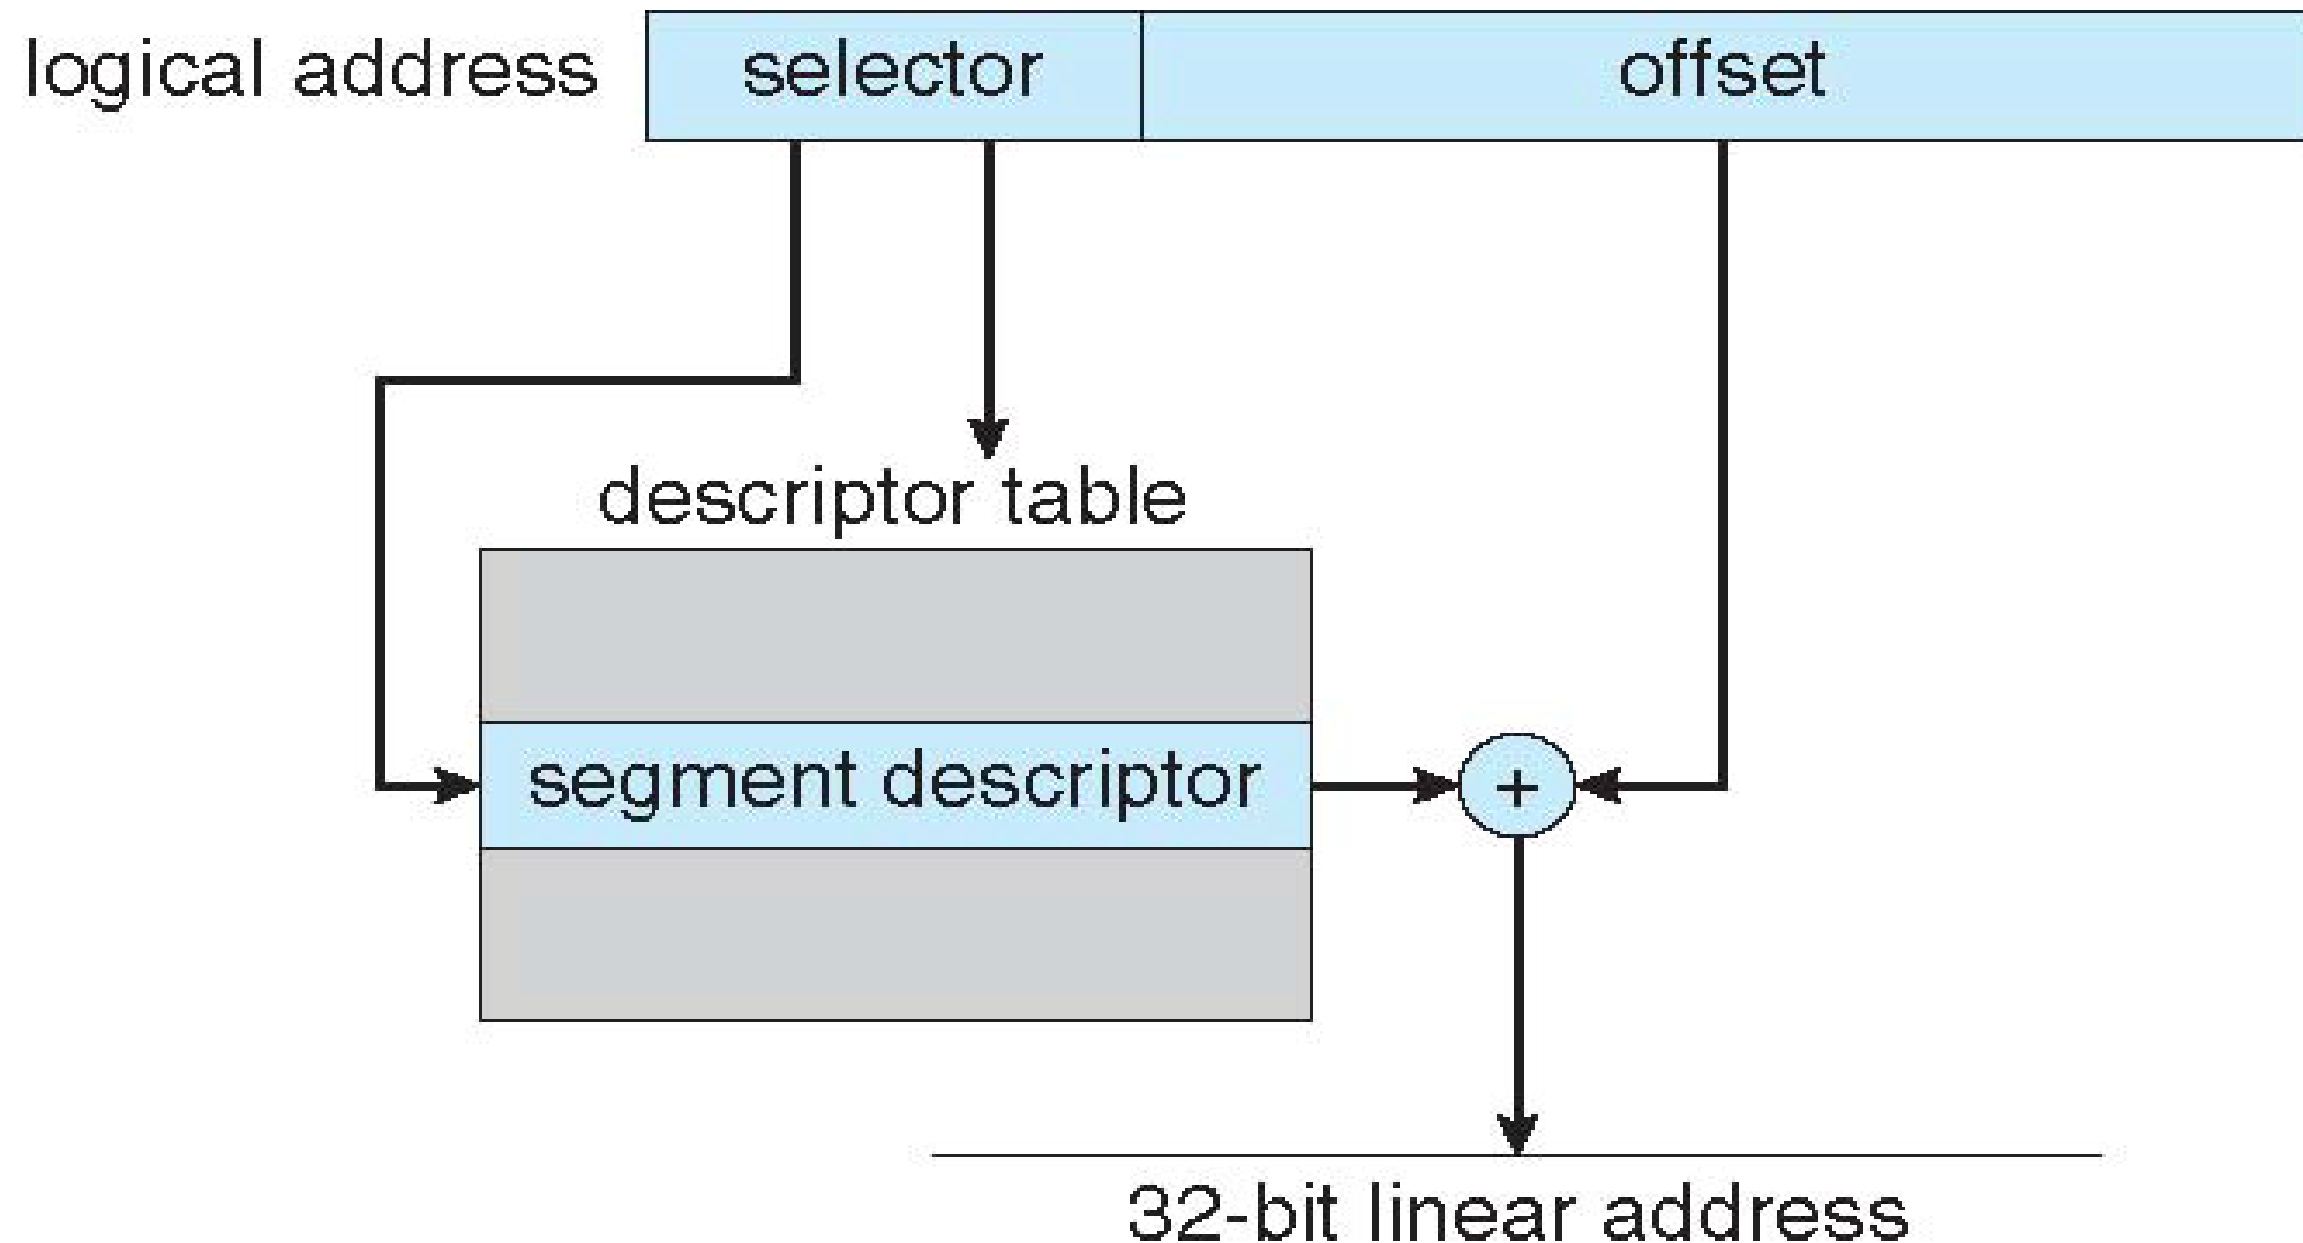 logical address
selector
offset
descriptor table
segment descriptor
+
32-bit linear address